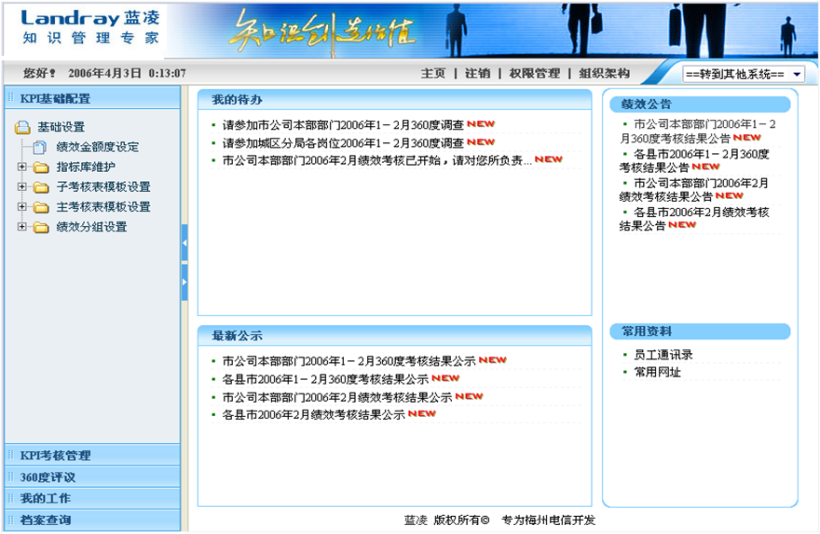 Landray 蓝凌
知识管理专家
知识创造价值
您好! 2006年4月3日 0:13:07
主页 | 注销 | 权限管理 | 组织架构
==转到其他系统==
KPI基础配置
基础设置
绩效金额度设定
指标库维护
子考核表模板设置
主考核表模板设置
绩效分组设置
KPI考核管理
360度评议
我的工作
档案查询
我的待办
请参加市公司本部部门2006年1－2月360度调查 NEW
请参加城区分局各岗位2006年1－2月360度调查 NEW
市公司本部部门2006年2月绩效考核已开始，请对您所负责... NEW
最新公示
市公司本部部门2006年1－2月360度考核结果公示 NEW
各县市2006年1－2月360度考核结果公示 NEW
市公司本部部门2006年2月绩效考核结果公示 NEW
各县市2006年2月绩效考核结果公示 NEW
绩效公告
市公司本部部门2006年1－2
月360度考核结果公告 NEW
各县市2006年1－2月360度
考核结果公告 NEW
市公司本部部门2006年2月
绩效考核结果公告 NEW
各县市2006年2月绩效考核
结果公告 NEW
常用资料
员工通讯录
常用网址
蓝凌 版权所有© 专为梅州电信开发